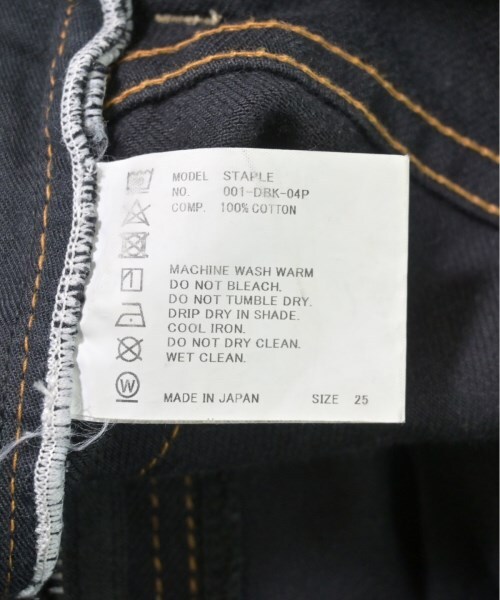 MODEL STAPLE
NO. 001-DBK-04P
COMP. 100% COTTON
MACHINE WASH WARM
DO NOT BLEACH.
DO NOT TUMBLE DRY.
DRIP DRY IN SHADE.
COOL IRON.
DO NOT DRY CLEAN.
WET CLEAN.
W
MADE IN JAPAN SIZE 25